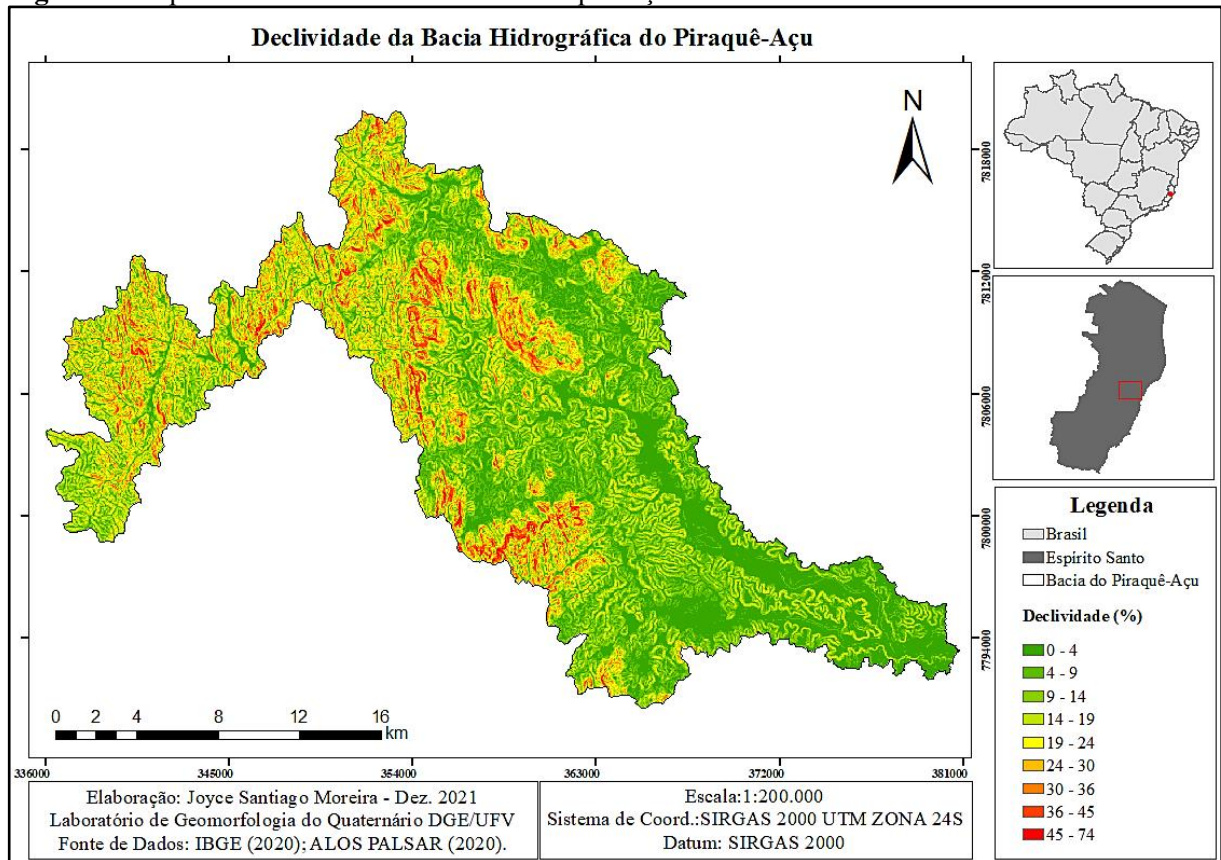 Declividade da Bacia Hidrográfica do Piraquê-Açu
N
7818000
7812000
7806000
7800000
7794000
0 2 4 8 12 16
km
336000 345000 354000 363000 372000 381000
Legenda
Brasil
Espírito Santo
Bacia do Piraquê-Açu
Declividade (%)
0 - 4
4 - 9
9 - 14
14 - 19
19 - 24
24 - 30
30 - 36
36 - 45
45 - 74
Elaboração: Joyce Santiago Moreira - Dez. 2021
Laboratório de Geomorfologia do Quaternário DGE/UFV
Fonte de Dados: IBGE (2020); ALOS PALSAR (2020).
Escala:1:200.000
Sistema de Coord.:SIRGAS 2000 UTM ZONA 24S
Datum: SIRGAS 2000